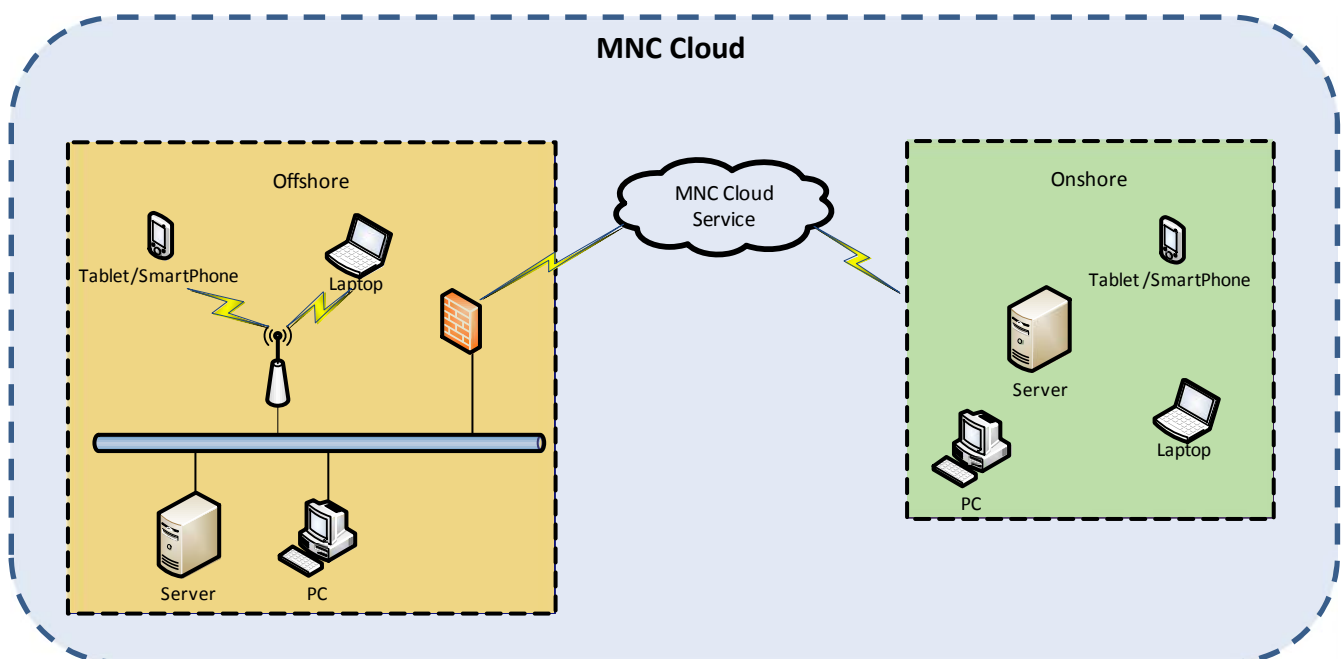 MNC Cloud
Offshore
Tablet/SmartPhone
Laptop
Server
PC
MNC Cloud
Service
Onshore
Tablet/SmartPhone
Server
Laptop
PC